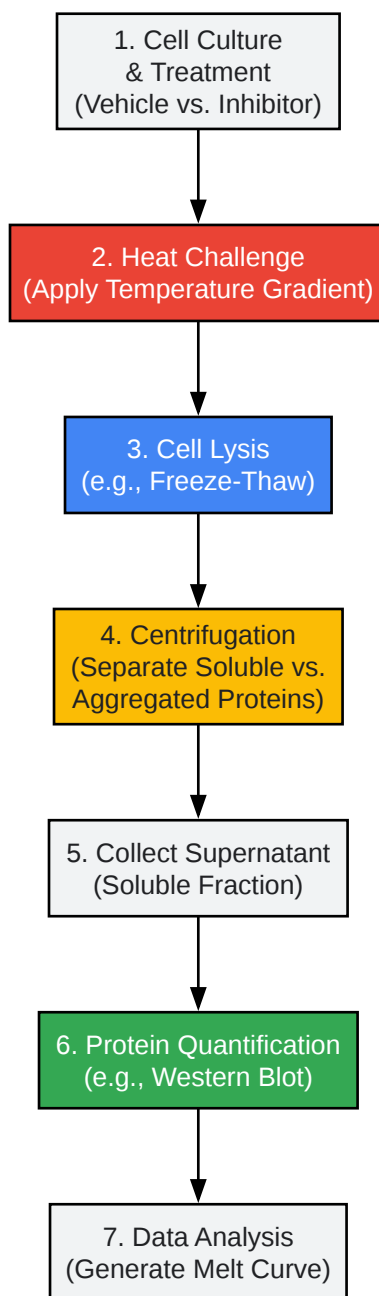 1. Cell Culture
& Treatment
(Vehicle vs. Inhibitor)
2. Heat Challenge
(Apply Temperature Gradient)
3. Cell Lysis
(e.g., Freeze-Thaw)
4. Centrifugation
(Separate Soluble vs.
Aggregated Proteins)
5. Collect Supernatant
(Soluble Fraction)
6. Protein Quantification
(e.g., Western Blot)
7. Data Analysis
(Generate Melt Curve)